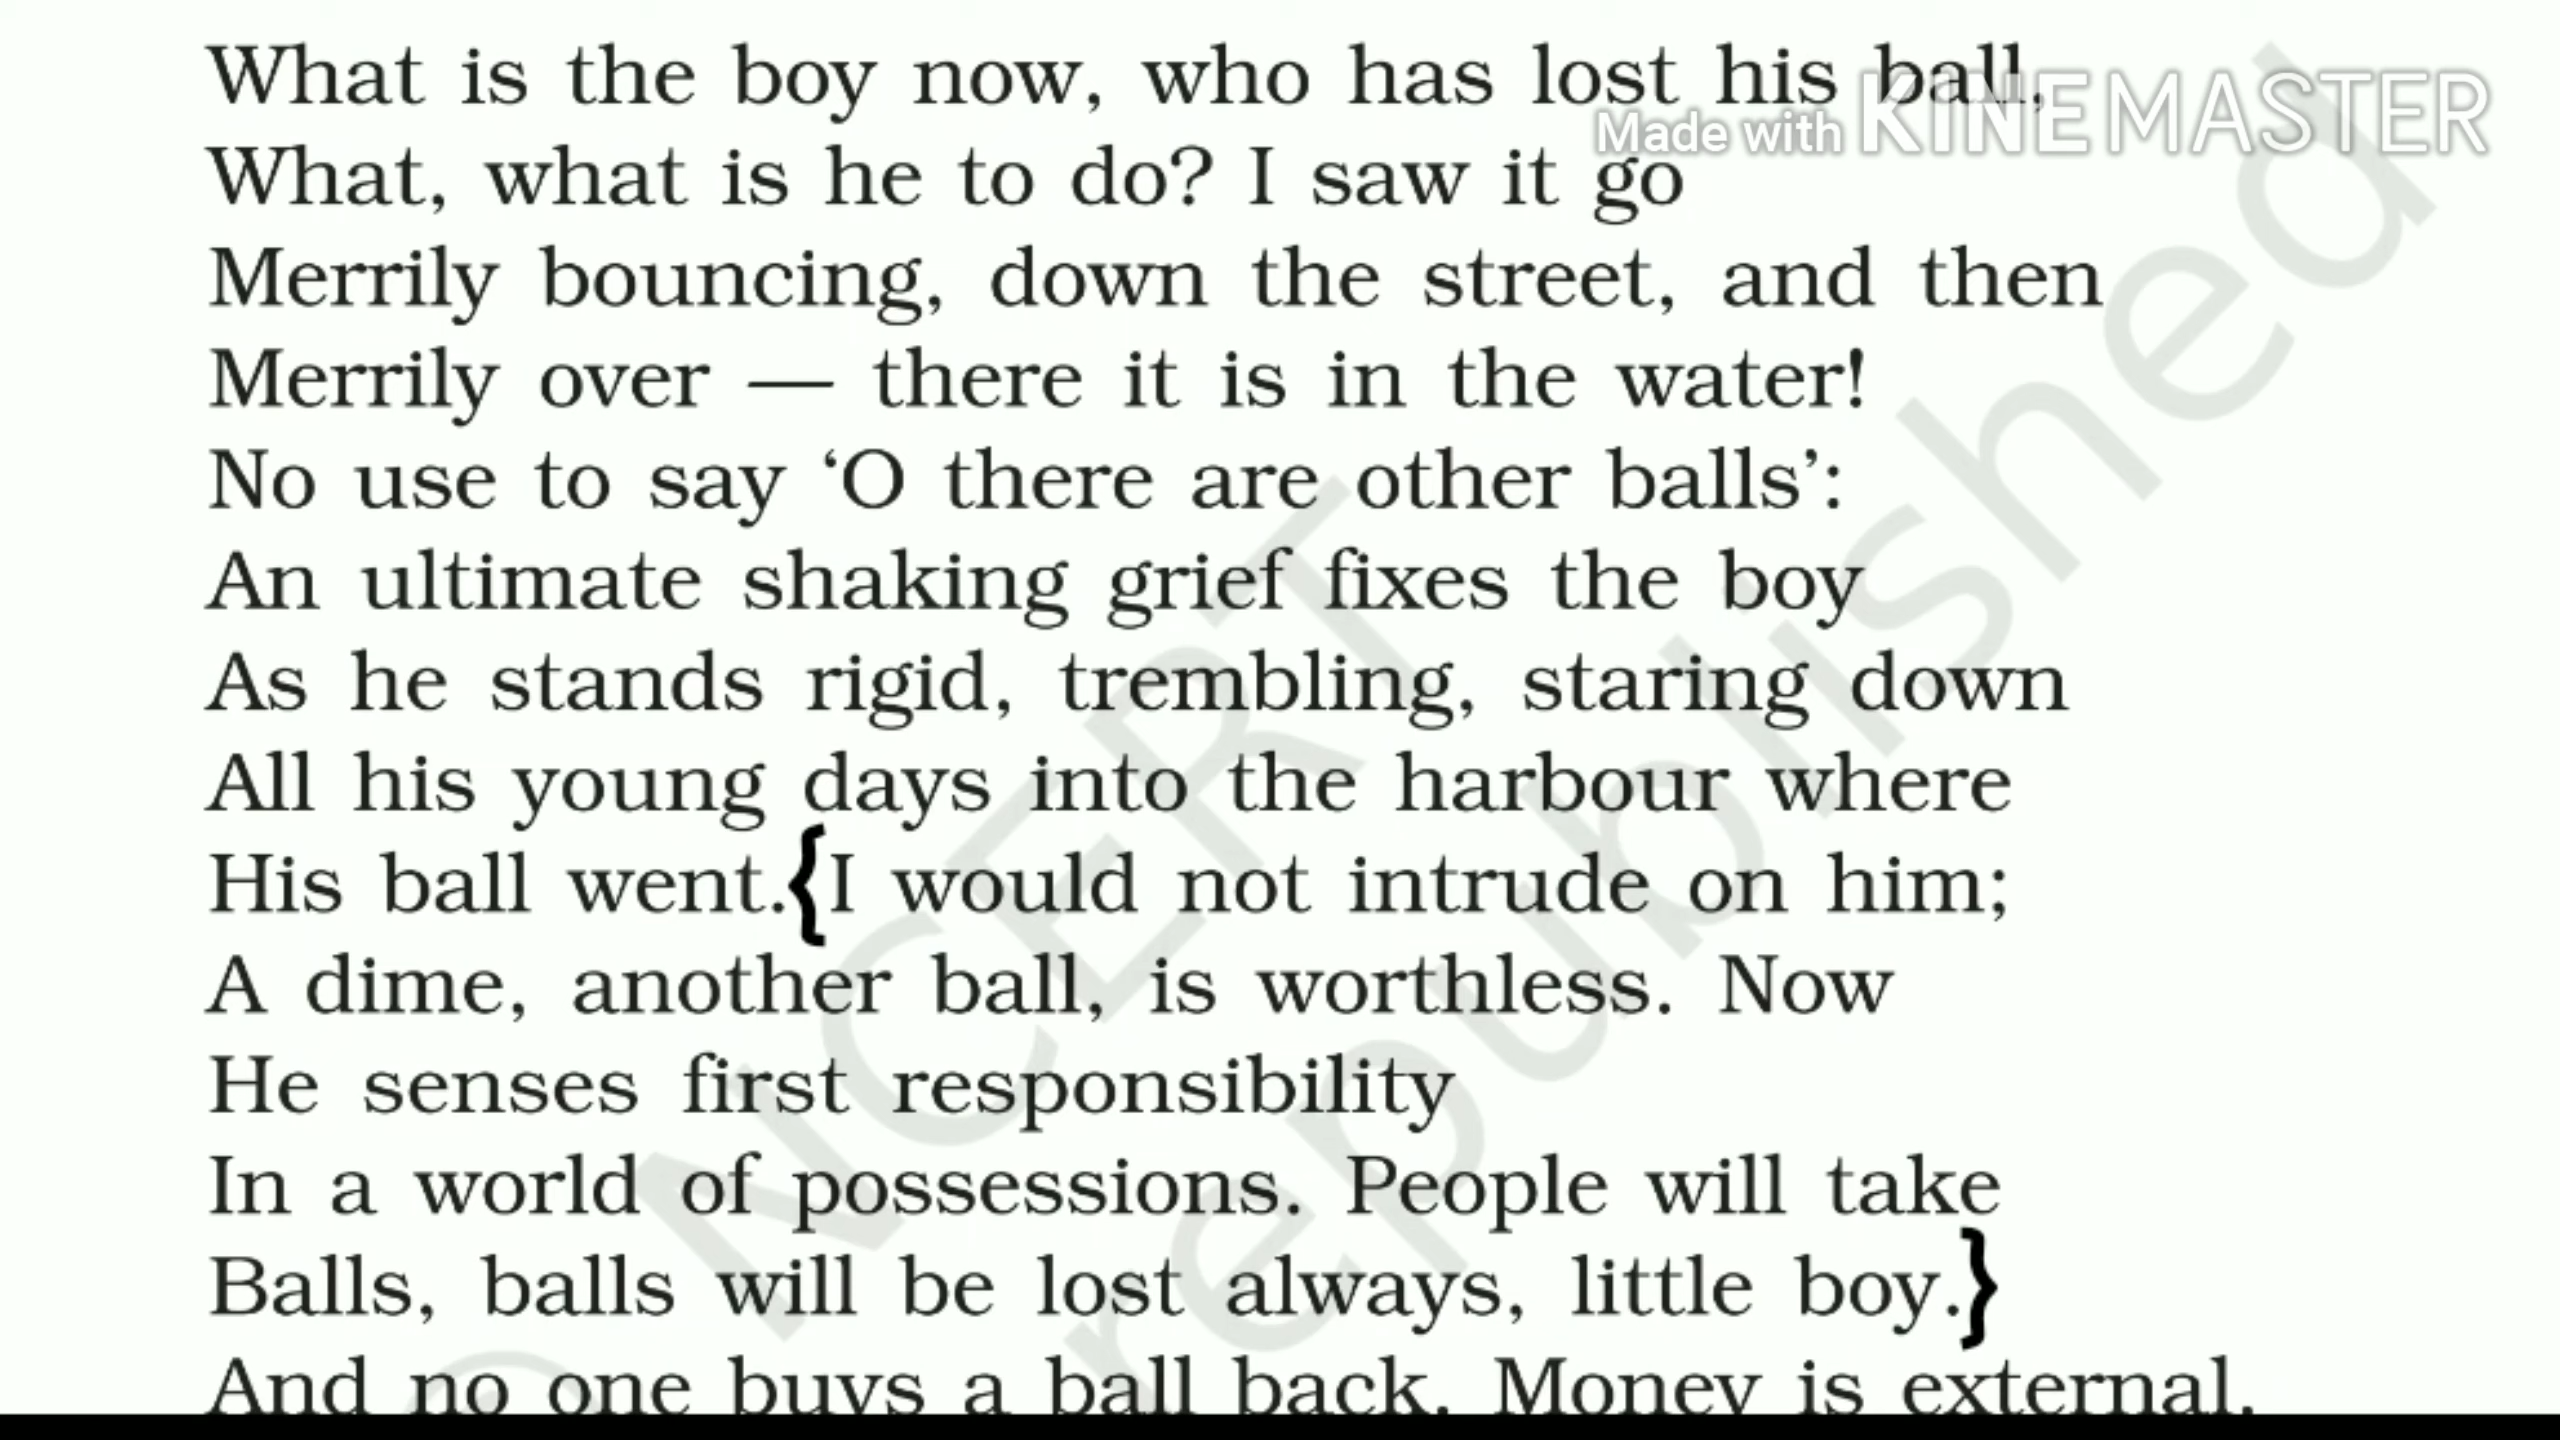 What is the boy now, who has lost his ball,
Made with KINEMASTER
What, what is he to do? I saw it go
Merrily bouncing, down the street, and then
Merrily over — there it is in the water!
No use to say ‘O there are other balls’:
An ultimate shaking grief fixes the boy
As he stands rigid, trembling, staring down
All his young days into the harbour where
His ball went.{I would not intrude on him;
A dime, another ball, is worthless. Now
He senses first responsibility
In a world of possessions. People will take
Balls, balls will be lost always, little boy.}
And no one buys a ball back. Money is external.
© NCERT
republished